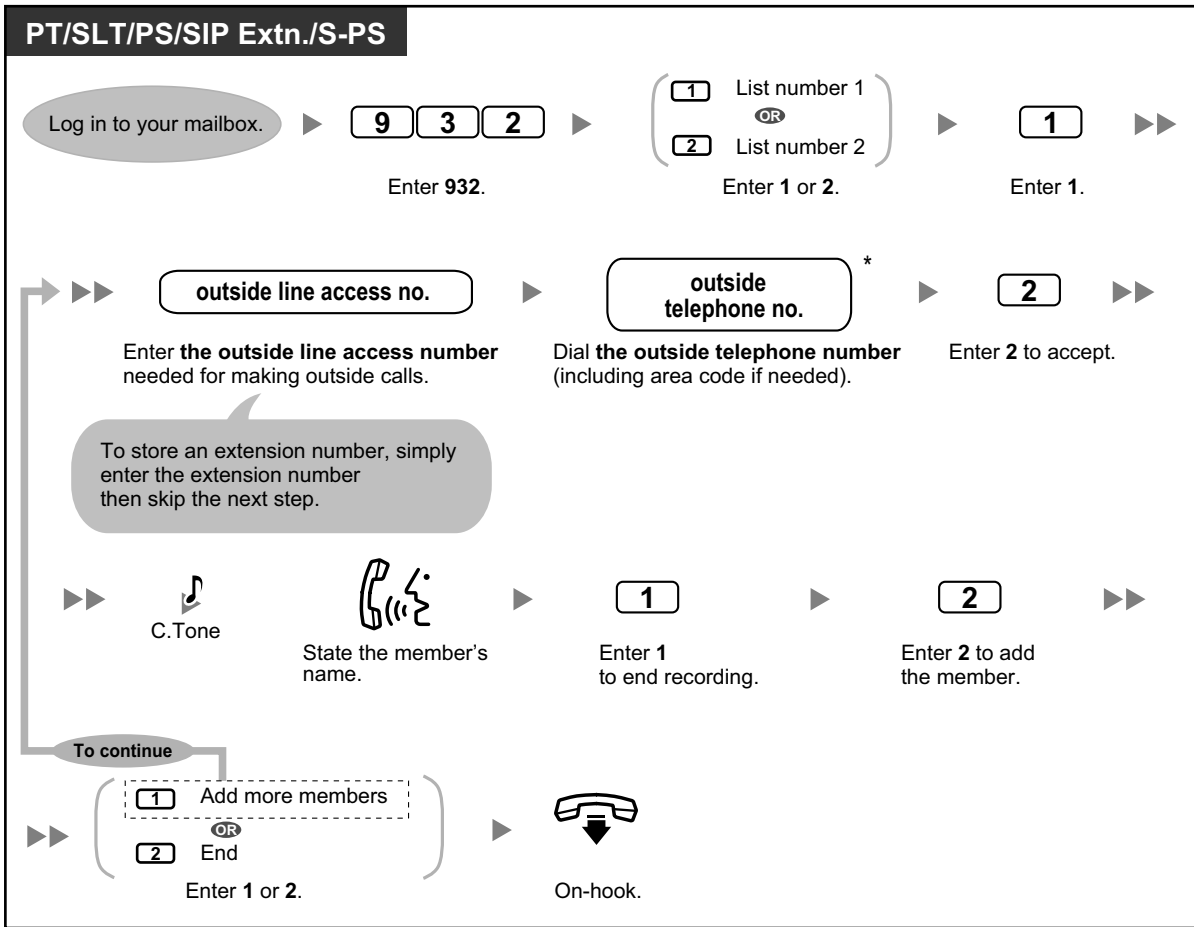 PT/SLT/PS/SIP Extn./S-PS
Log in to your mailbox.
9 3 2
Enter 932.
1 List number 1
OR
2 List number 2
Enter 1 or 2.
1
Enter 1.
outside line access no.
Enter the outside line access number
needed for making outside calls.
To store an extension number, simply
enter the extension number
then skip the next step.
outside
telephone no.
*
Dial the outside telephone number
(including area code if needed).
2
Enter 2 to accept.
C.Tone
State the member's
name.
1
Enter 1
to end recording.
2
Enter 2 to add
the member.
To continue
1 Add more members
OR
2 End
Enter 1 or 2.
On-hook.